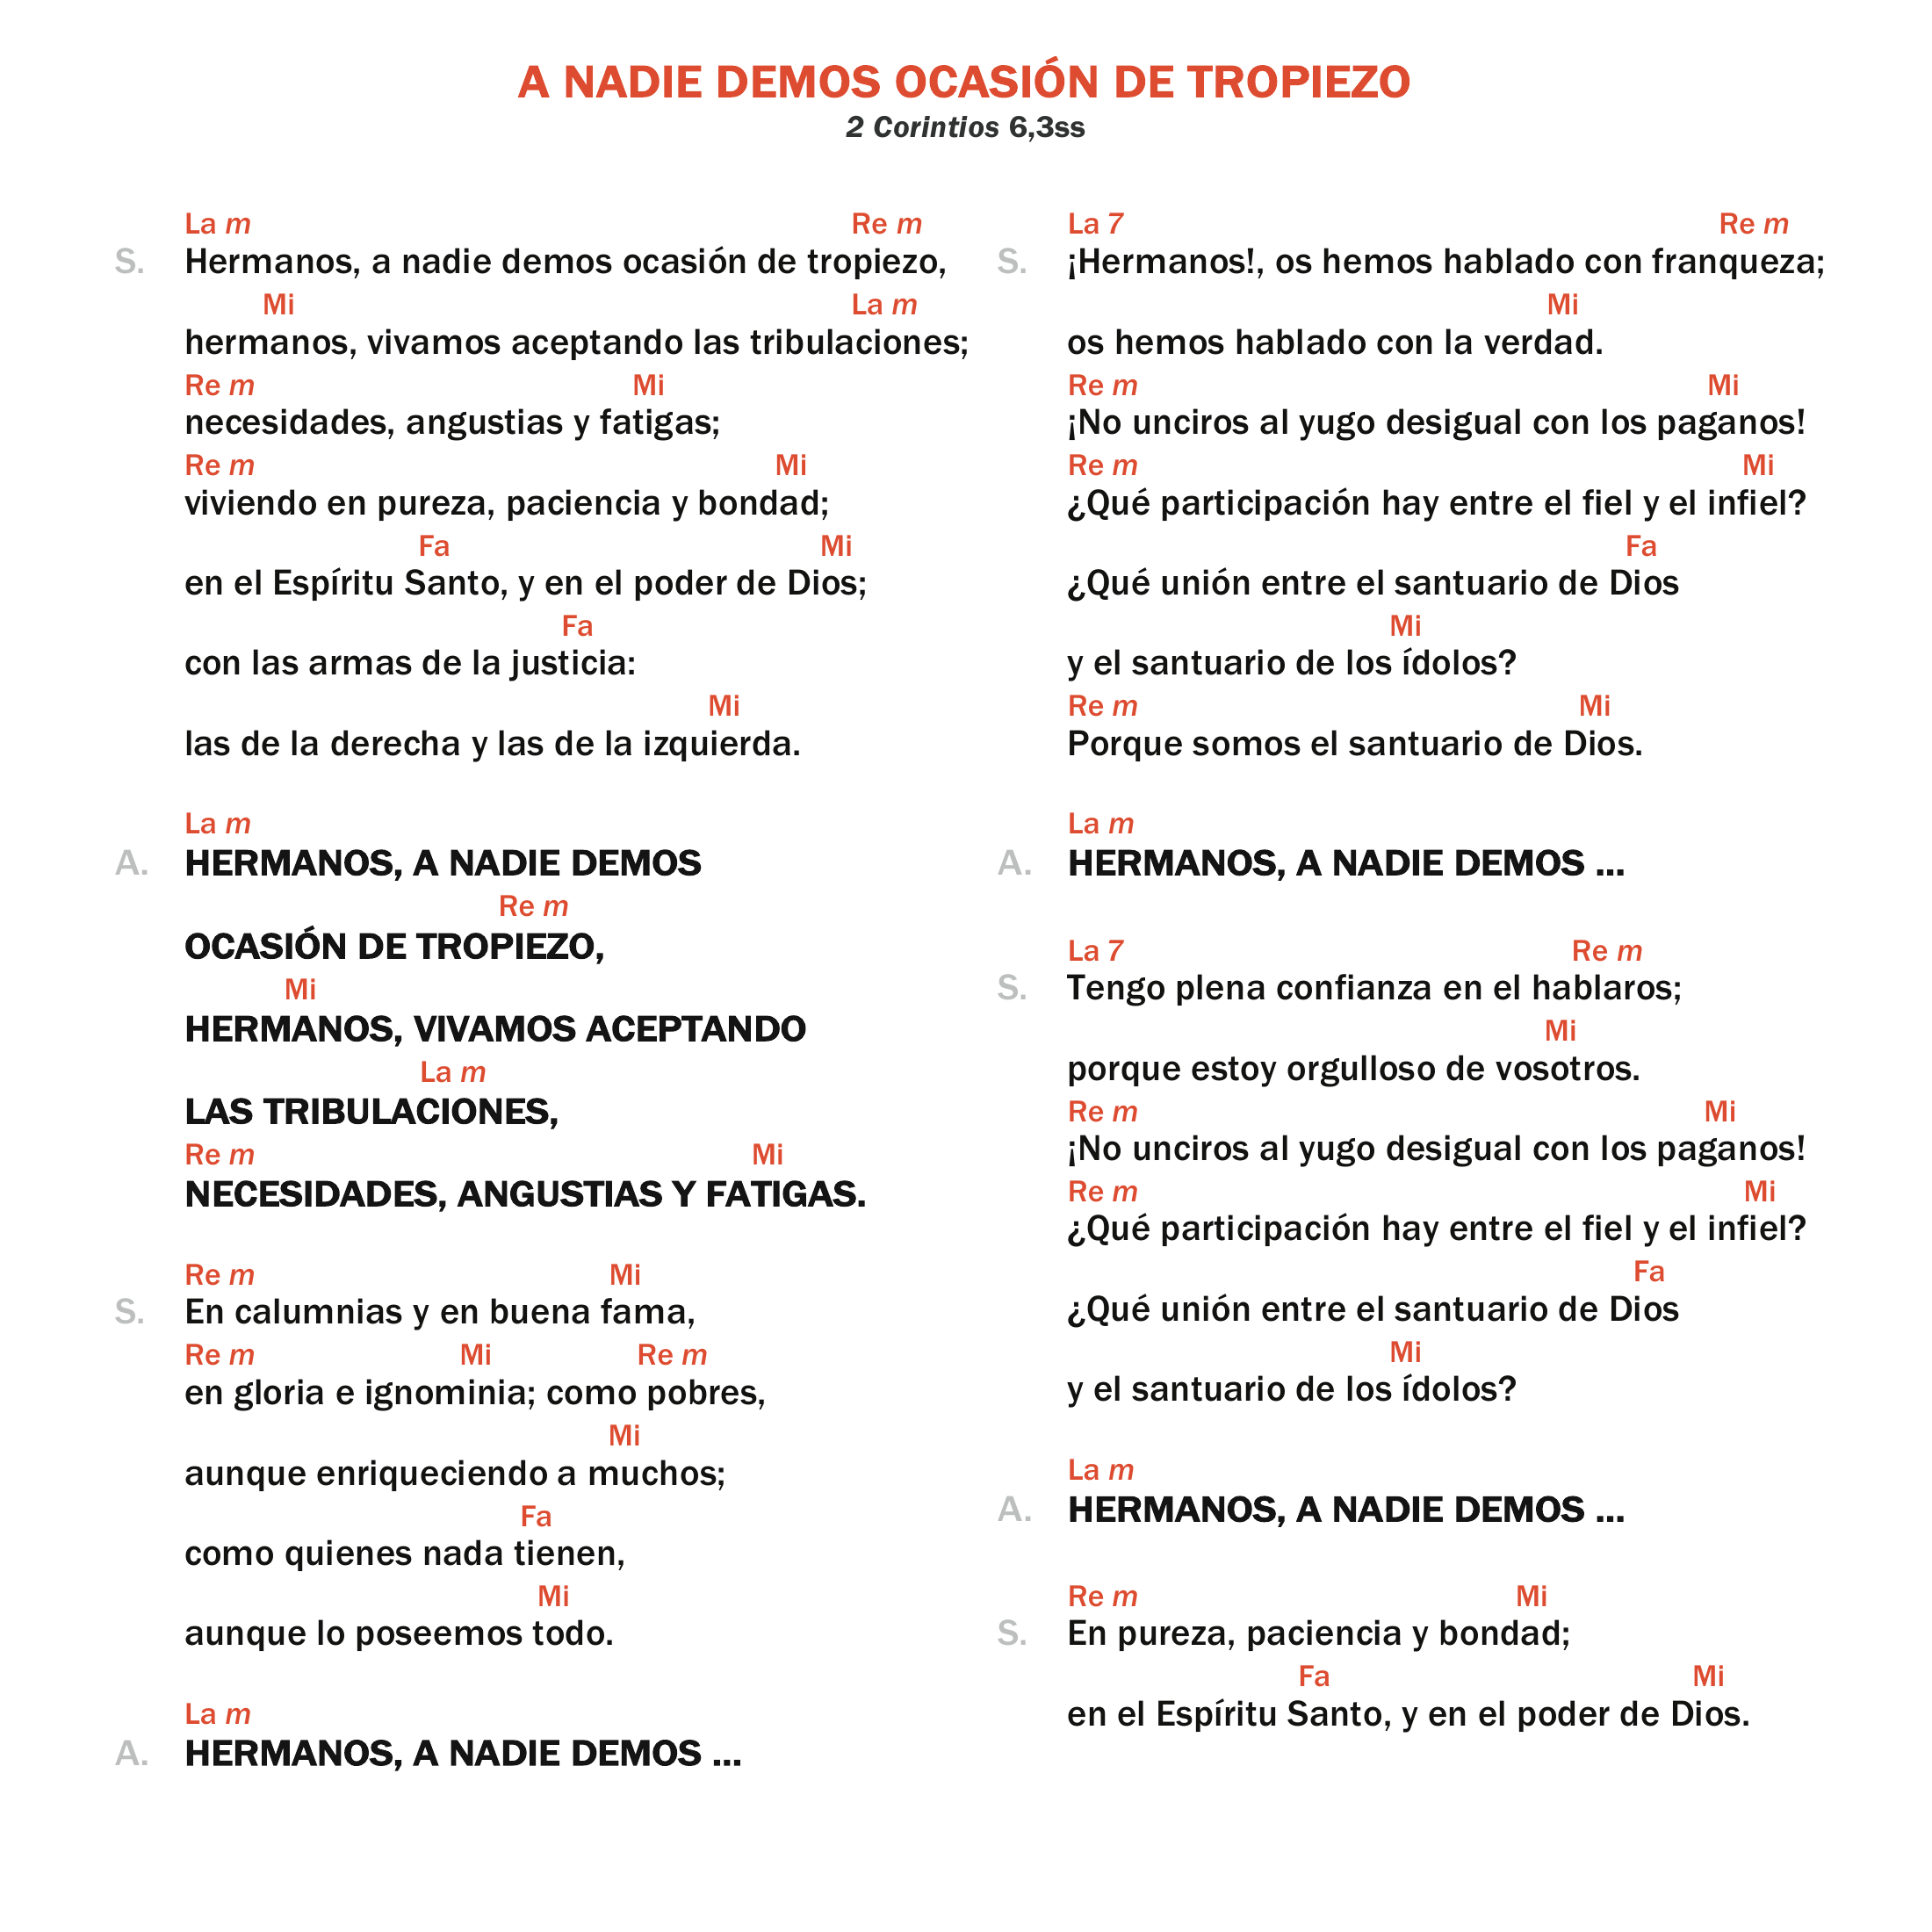 A NADIE DEMOS OCASIÓN DE TROPIEZO
2 Corintios 6,3ss
La m Re m
S. Hermanos, a nadie demos ocasión de tropiezo,
Mi La m
hermanos, vivamos aceptando las tribulaciones;
Re m Mi
necesidades, angustias y fatigas;
Re m Mi
viviendo en pureza, paciencia y bondad;
Fa Mi
en el Espíritu Santo, y en el poder de Dios;
Fa
con las armas de la justicia:
Mi
las de la derecha y las de la izquierda.
La m
A. HERMANOS, A NADIE DEMOS
Re m
OCASIÓN DE TROPIEZO,
Mi
HERMANOS, VIVAMOS ACEPTANDO
La m
LAS TRIBULACIONES,
Re m Mi
NECESIDADES, ANGUSTIAS Y FATIGAS.
Re m Mi
S. En calumnias y en buena fama,
Re m Mi Re m
en gloria e ignominia; como pobres,
Mi
aunque enriqueciendo a muchos;
Fa
como quienes nada tienen,
Mi
aunque lo poseemos todo.
La m
A. HERMANOS, A NADIE DEMOS ...
La 7 Re m
S. ¡Hermanos!, os hemos hablado con franqueza;
Mi
os hemos hablado con la verdad.
Re m Mi
¡No unciros al yugo desigual con los paganos!
Re m Mi
¿Qué participación hay entre el fiel y el infiel?
Fa
¿Qué unión entre el santuario de Dios
Mi
y el santuario de los ídolos?
Re m Mi
Porque somos el santuario de Dios.
La m
A. HERMANOS, A NADIE DEMOS ...
La 7 Re m
S. Tengo plena confianza en el hablaros;
Mi
porque estoy orgulloso de vosotros.
Re m Mi
¡No unciros al yugo desigual con los paganos!
Re m Mi
¿Qué participación hay entre el fiel y el infiel?
Fa
¿Qué unión entre el santuario de Dios
Mi
y el santuario de los ídolos?
La m
A. HERMANOS, A NADIE DEMOS ...
Re m Mi
S. En pureza, paciencia y bondad;
Fa Mi
en el Espíritu Santo, y en el poder de Dios.